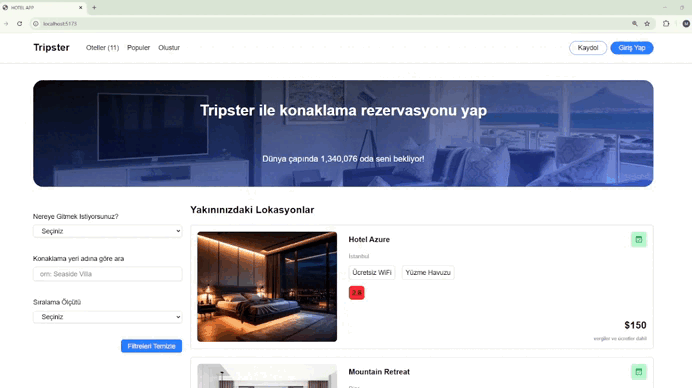 HOTEL APP
localhost:5173
Tripster
Oteller (11) Populer Olustur
Kaydol Giriş Yap
Tripster ile konaklama rezervasyonu yap
Dünya çapında 1,340,076 oda seni bekliyor!
Nereye Gitmek Istiyorsunuz?
Seçiniz
Konaklama yeri adına göre ara
örn: Seaside Villa
Sıralama Ölçütü
Seçiniz
Filtreleri Temizle
Yakınınızdaki Lokasyonlar
Hotel Azure
İstanbul
Ücretsiz WiFi Yüzme Havuzu
2.8
$150
vergiler ve ücretler dahil
Mountain Retreat